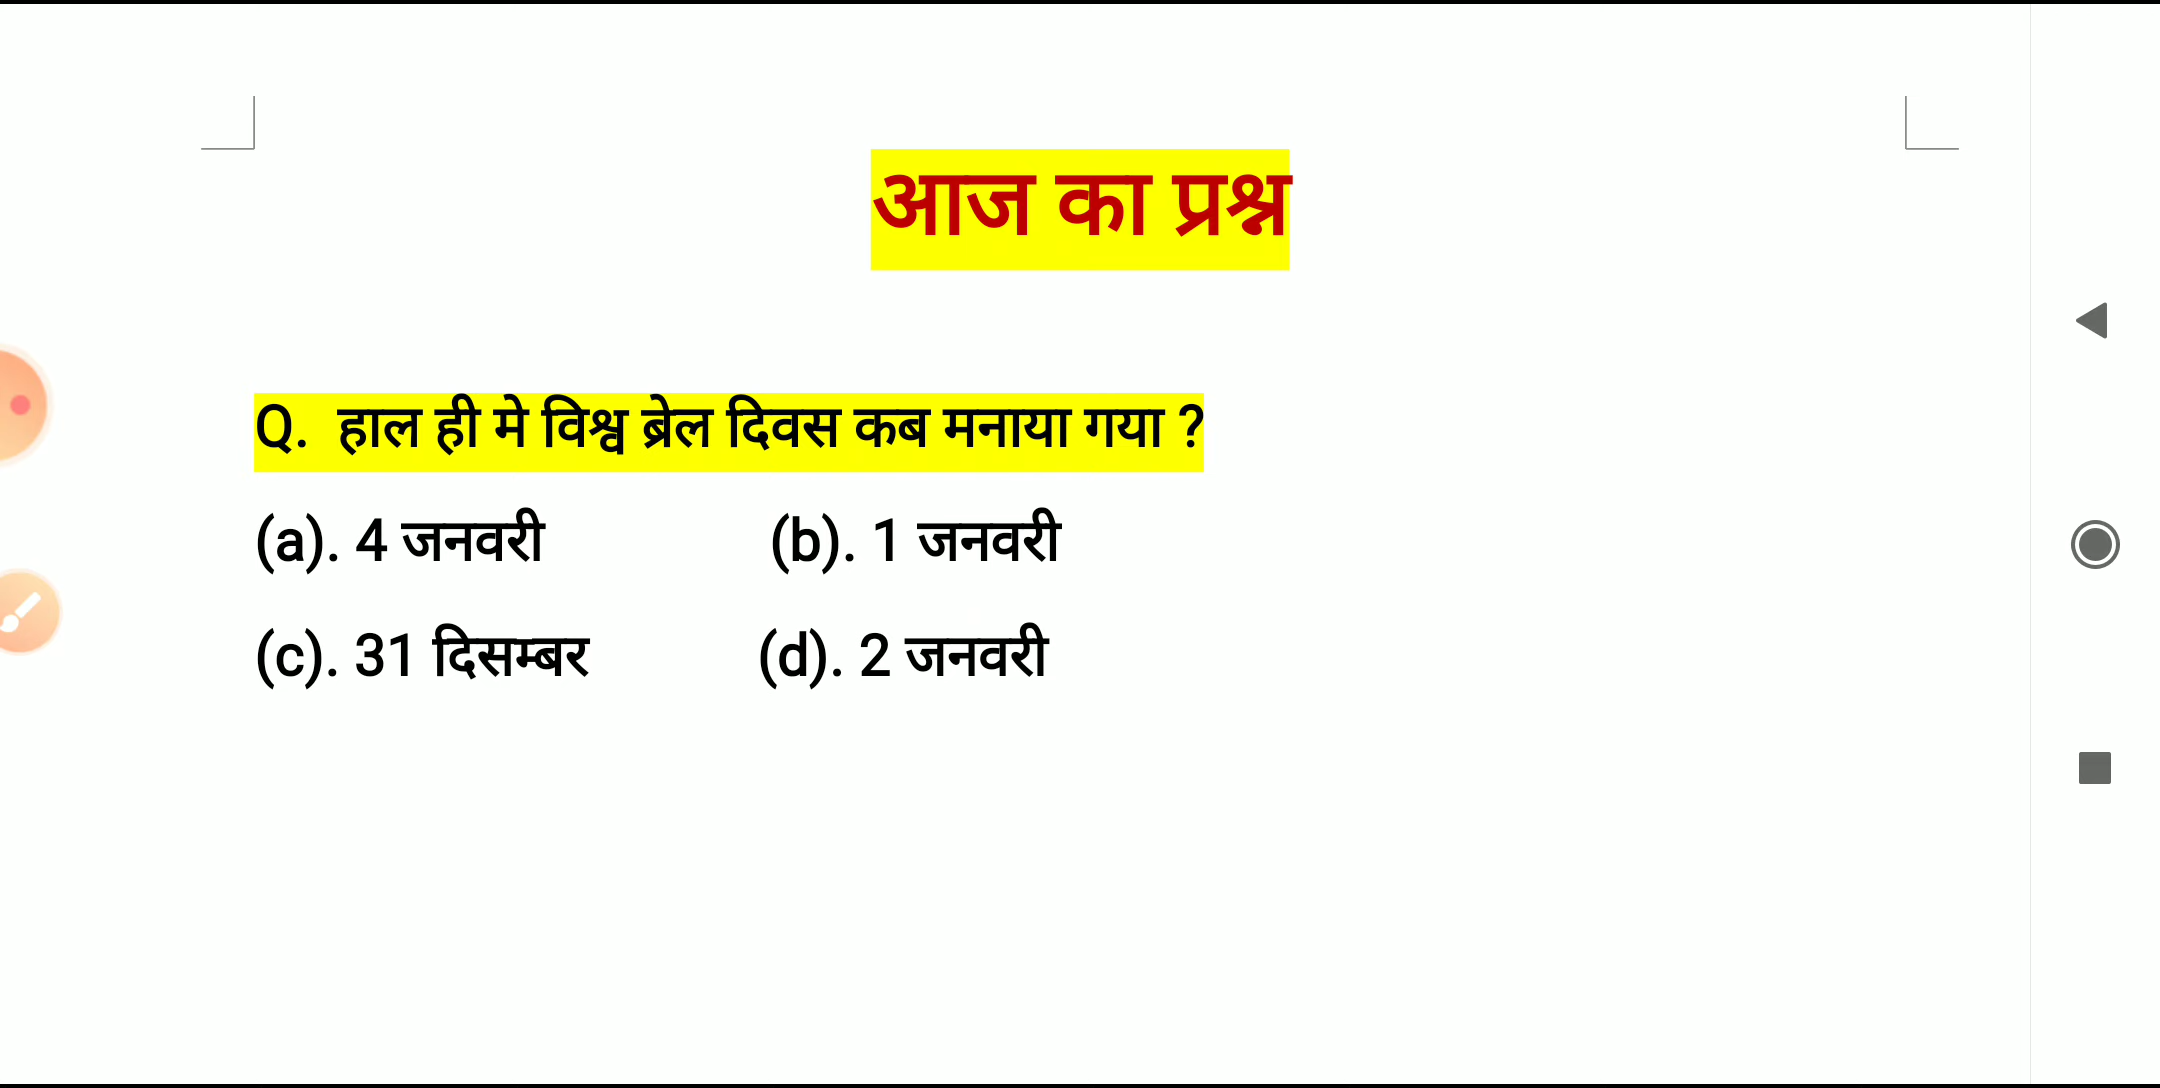 आज का प्रश्न
Q. हाल ही मे विश्व ब्रेल दिवस कब मनाया गया ?
(a). 4 जनवरी (b). 1 जनवरी
(c). 31 दिसम्बर (d). 2 जनवरी